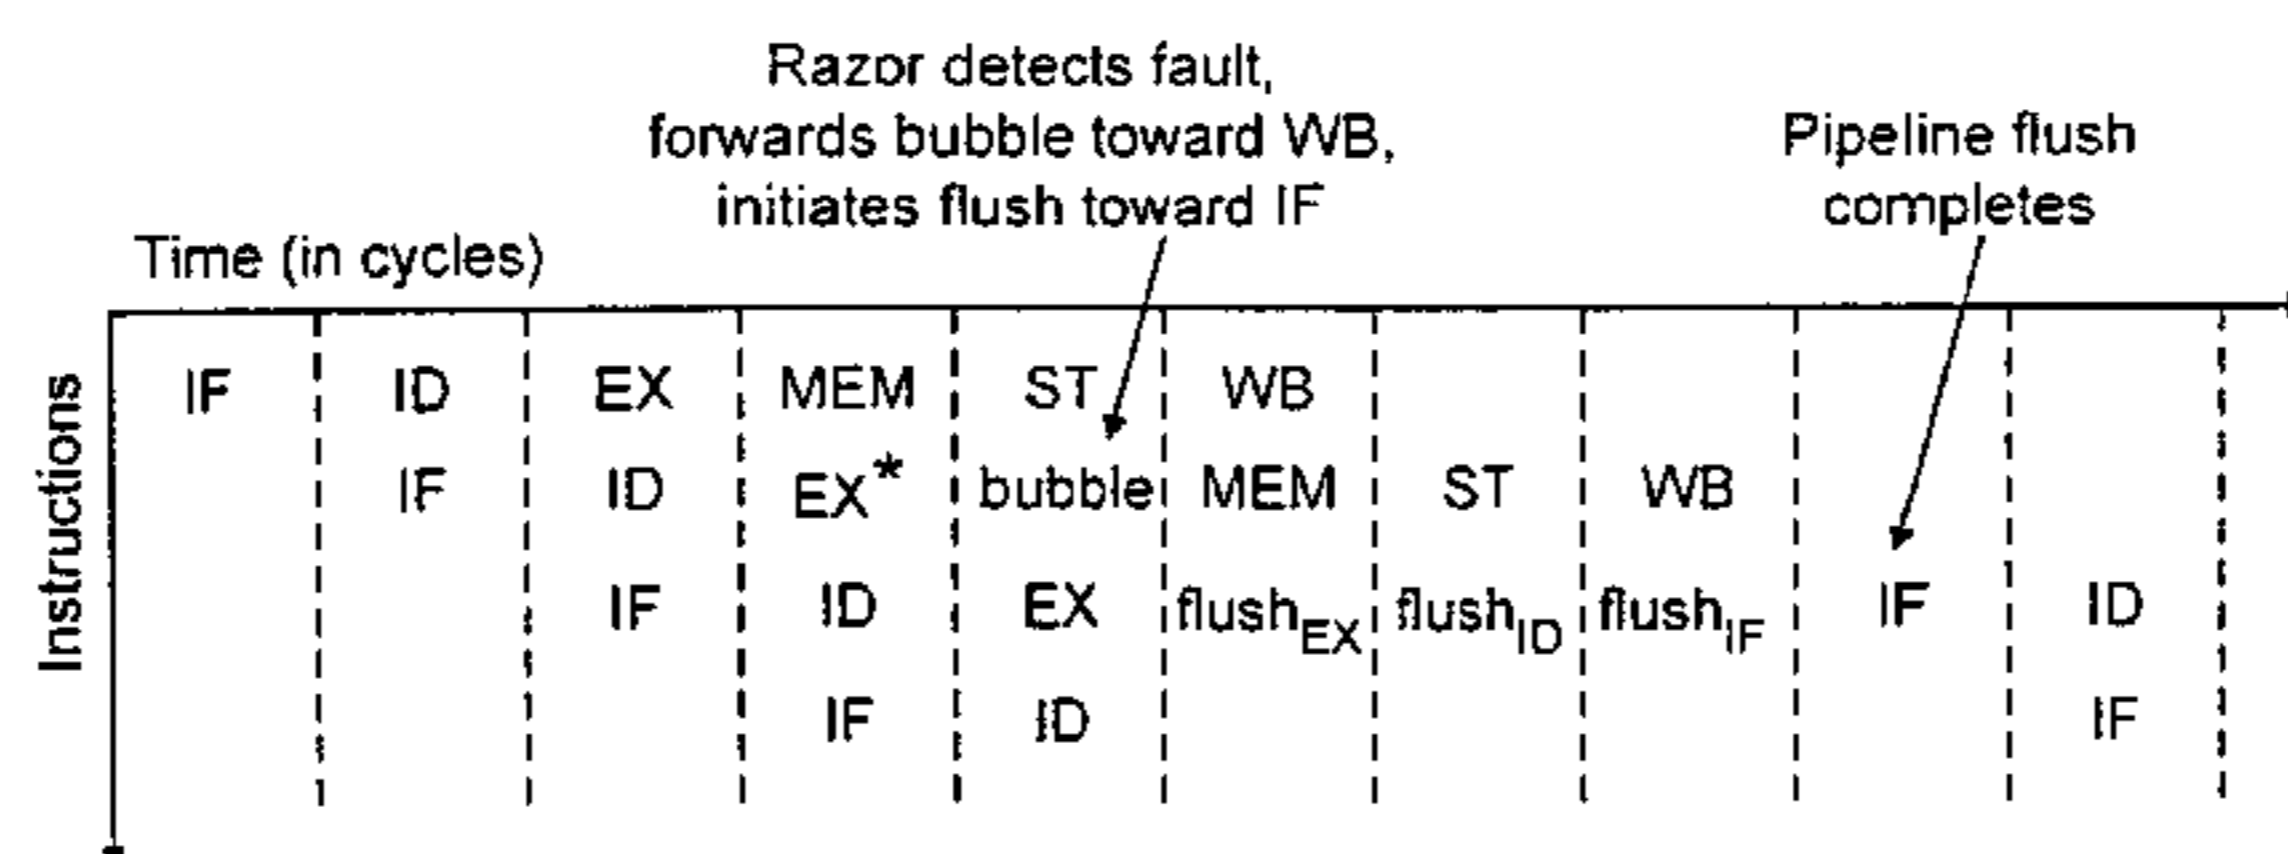 Razor detects fault,
forwards bubble toward WB,
initiates flush toward IF
Pipeline flush
completes
Time (in cycles)
Instructions
IF ID EX MEM ST WB
IF ID EX* bubble MEM ST WB
IF ID EX flushEX flushID flushIF IF ID
IF ID IF